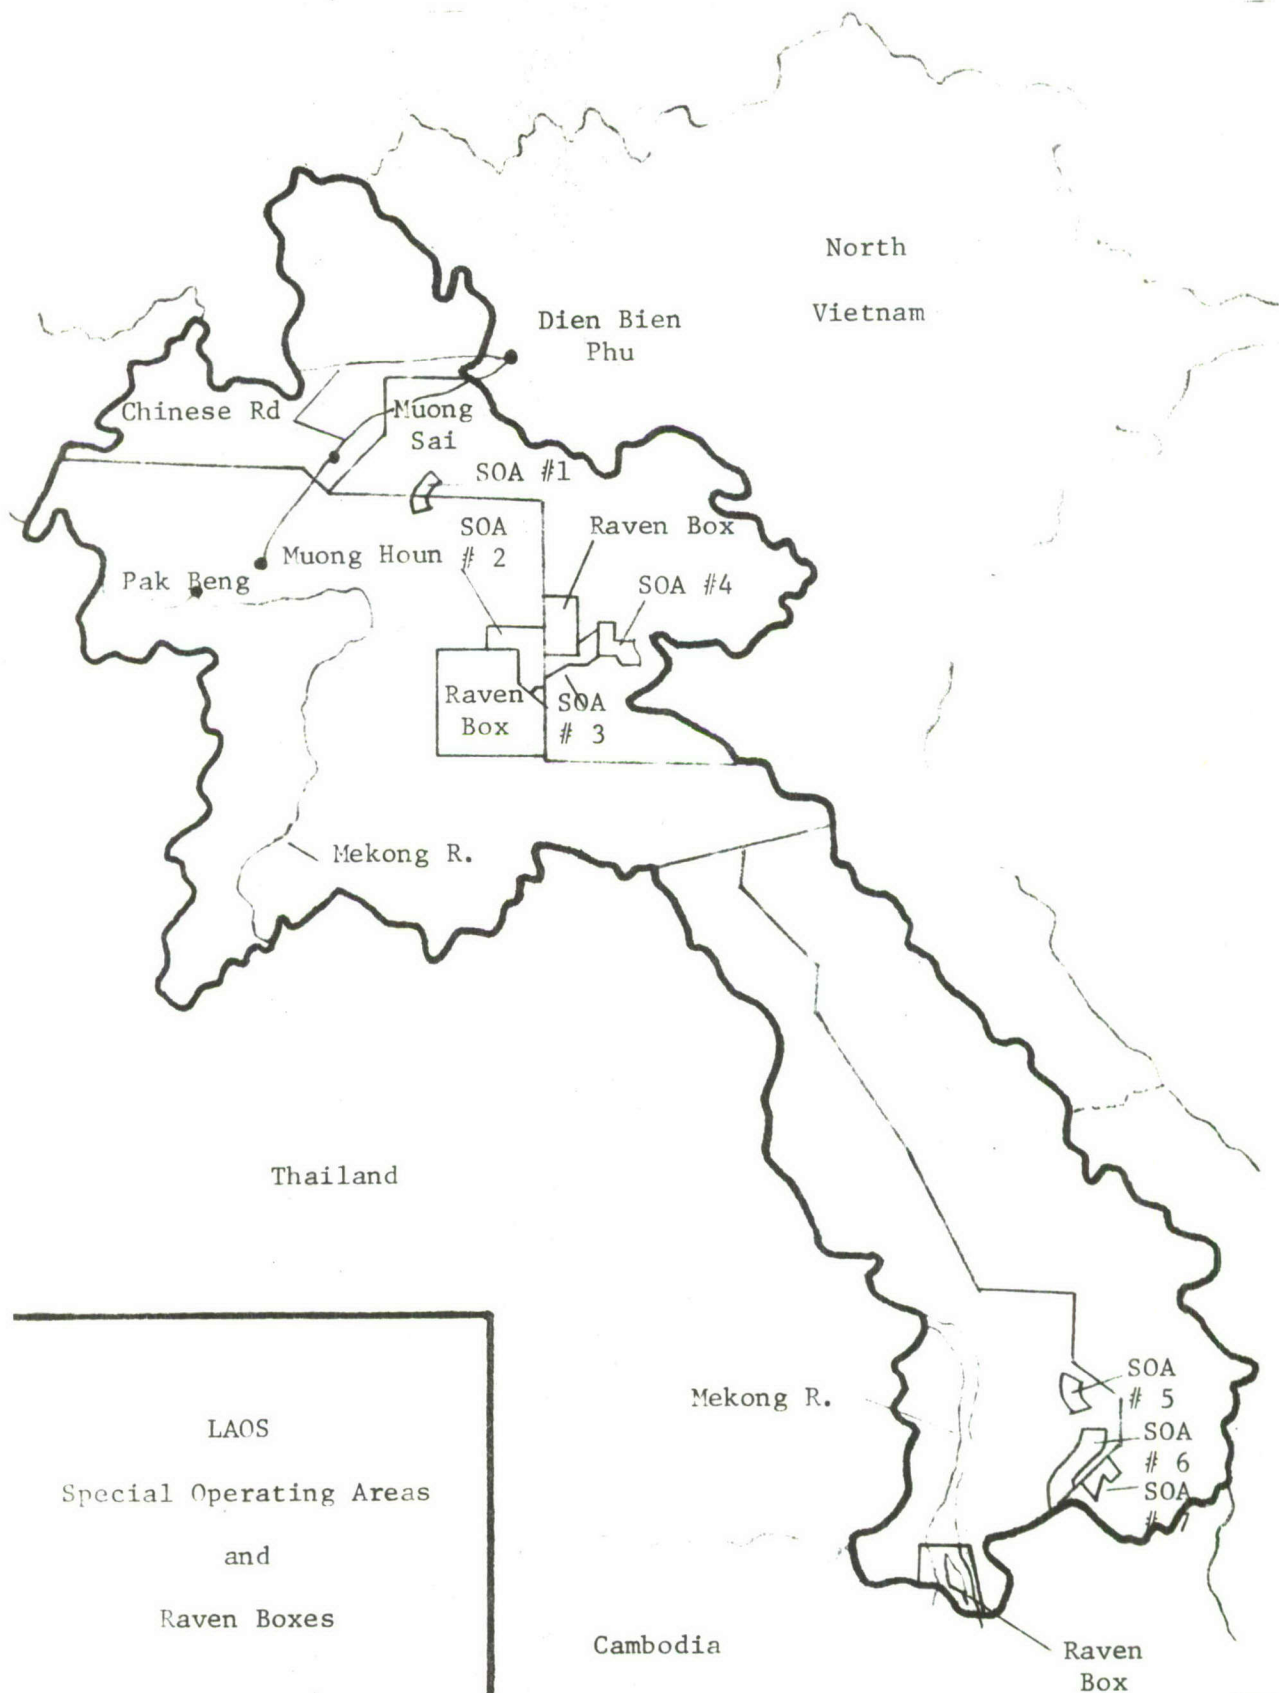 North
Vietnam
Dien Bien
Phu
Chinese Rd
Muong
Sai
SOA #1
SOA
# 2
Raven Box
Muong Houn
Pak Beng
SOA #4
Raven
Box
SOA
# 3
Mekong R.
Thailand
Mekong R.
SOA
# 5
SOA
# 6
SOA
# 7
LAOS
Special Operating Areas
and
Raven Boxes
Cambodia
Raven
Box